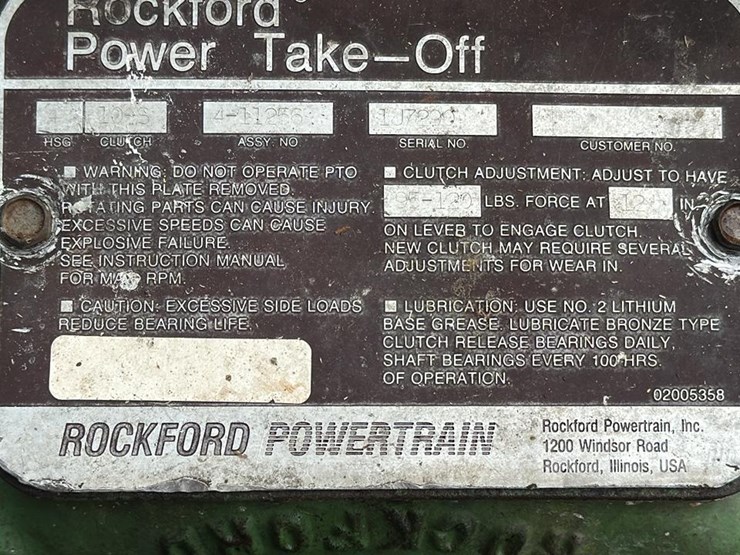 Rockford
Power Take-Off
HSG CLUTCH ASSY. NO SERIAL NO. CUSTOMER NO.
WARNING: DO NOT OPERATE PTO
WITH THIS PLATE REMOVED.
ROTATING PARTS CAN CAUSE INJURY.
EXCESSIVE SPEEDS CAN CAUSE
EXPLOSIVE FAILURE.
SEE INSTRUCTION MANUAL
FOR MAX RPM.
CAUTION: EXCESSIVE SIDE LOADS
REDUCE BEARING LIFE.
CLUTCH ADJUSTMENT: ADJUST TO HAVE
LBS. FORCE AT IN.
ON LEVER TO ENGAGE CLUTCH.
NEW CLUTCH MAY REQUIRE SEVERAL
ADJUSTMENTS FOR WEAR IN.
LUBRICATION: USE NO. 2 LITHIUM
BASE GREASE. LUBRICATE BRONZE TYPE
CLUTCH RELEASE BEARINGS DAILY,
SHAFT BEARINGS EVERY 100 HRS.
OF OPERATION.
02005358
ROCKFORD POWERTRAIN
Rockford Powertrain, Inc.
1200 Windsor Road
Rockford, Illinois, USA